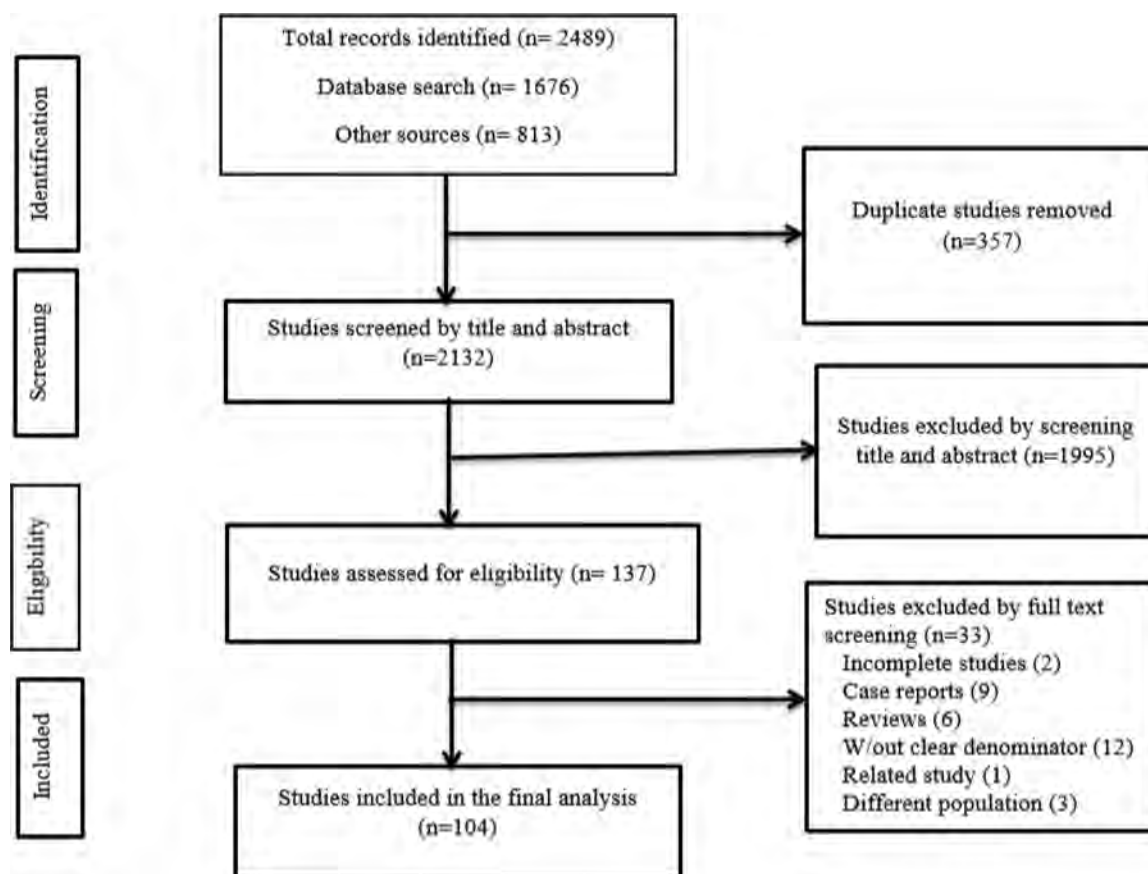 Identification
Total records identified (n= 2489)
Database search (n= 1676)
Other sources (n= 813)
Duplicate studies removed
(n=357)
Screening
Studies screened by title and abstract
(n=2132)
Studies excluded by screening
title and abstract (n=1995)
Eligibility
Studies assessed for eligibility (n= 137)
Studies excluded by full text
screening (n=33)
Incomplete studies (2)
Case reports (9)
Reviews (6)
W/out clear denominator (12)
Related study (1)
Different population (3)
Included
Studies included in the final analysis
(n=104)